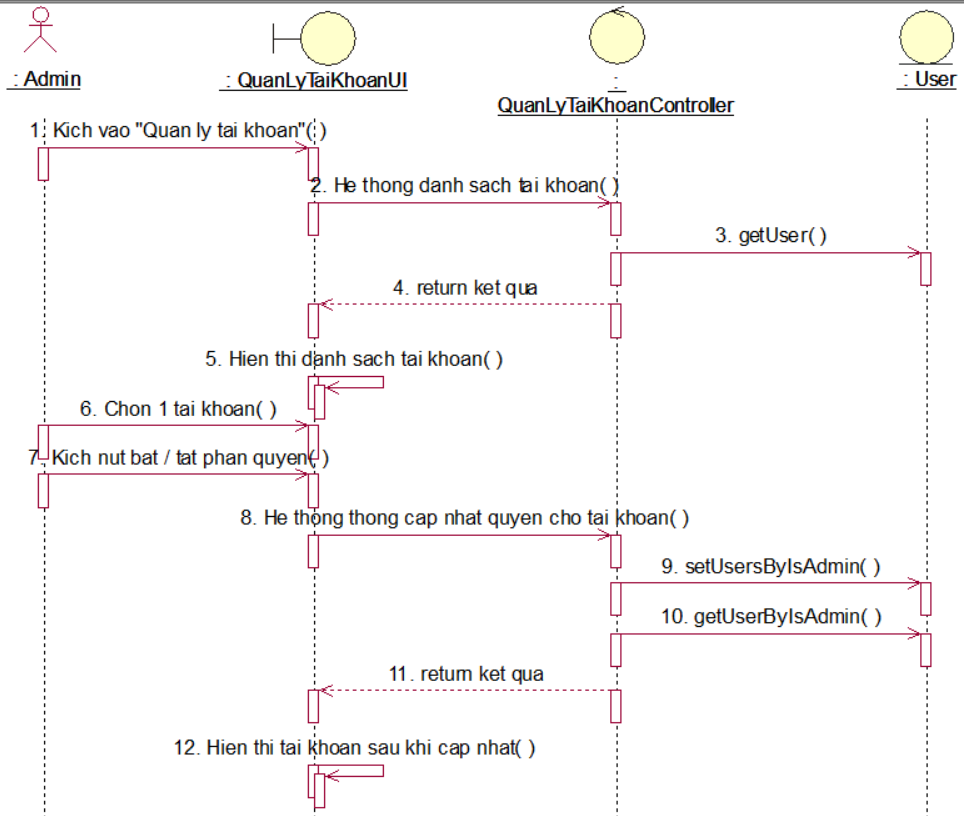 : Admin
: QuanLyTaiKhoanUI
:
QuanLyTaiKhoanController
: User
1. Kich vao "Quan ly tai khoan"( )
2. He thong danh sach tai khoan( )
3. getUser( )
4. return ket qua
5. Hien thi danh sach tai khoan( )
6. Chon 1 tai khoan( )
7. Kich nut bat / tat phan quyen( )
8. He thong thong cap nhat quyen cho tai khoan( )
9. setUsersByIsAdmin( )
10. getUserByIsAdmin( )
11. return ket qua
12. Hien thi tai khoan sau khi cap nhat( )